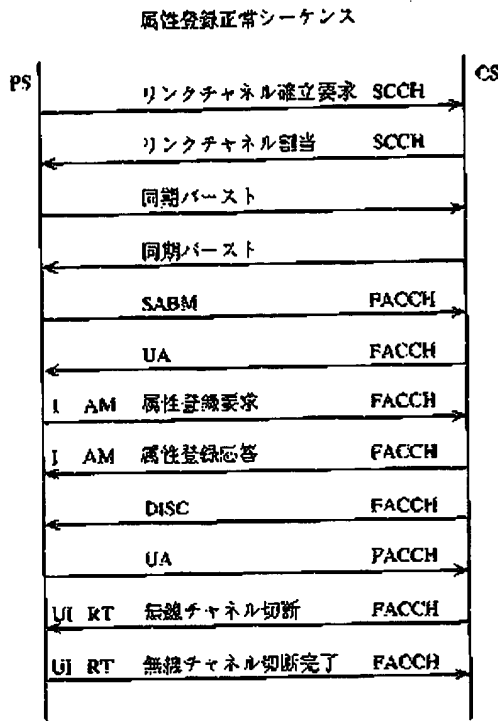 属性登録正常シーケンス
PS
CS
リンクチャネル確立要求 SCCH
リンクチャネル割当 SCCH
同期バースト
同期バースト
SABM FACCH
UA FACCH
I AM 属性登録要求 FACCH
I AM 属性登録応答 FACCH
DISC FACCH
UA FACCH
UI RT 無線チャネル切断 FACCH
UI RT 無線チャネル切断完了 FACCH